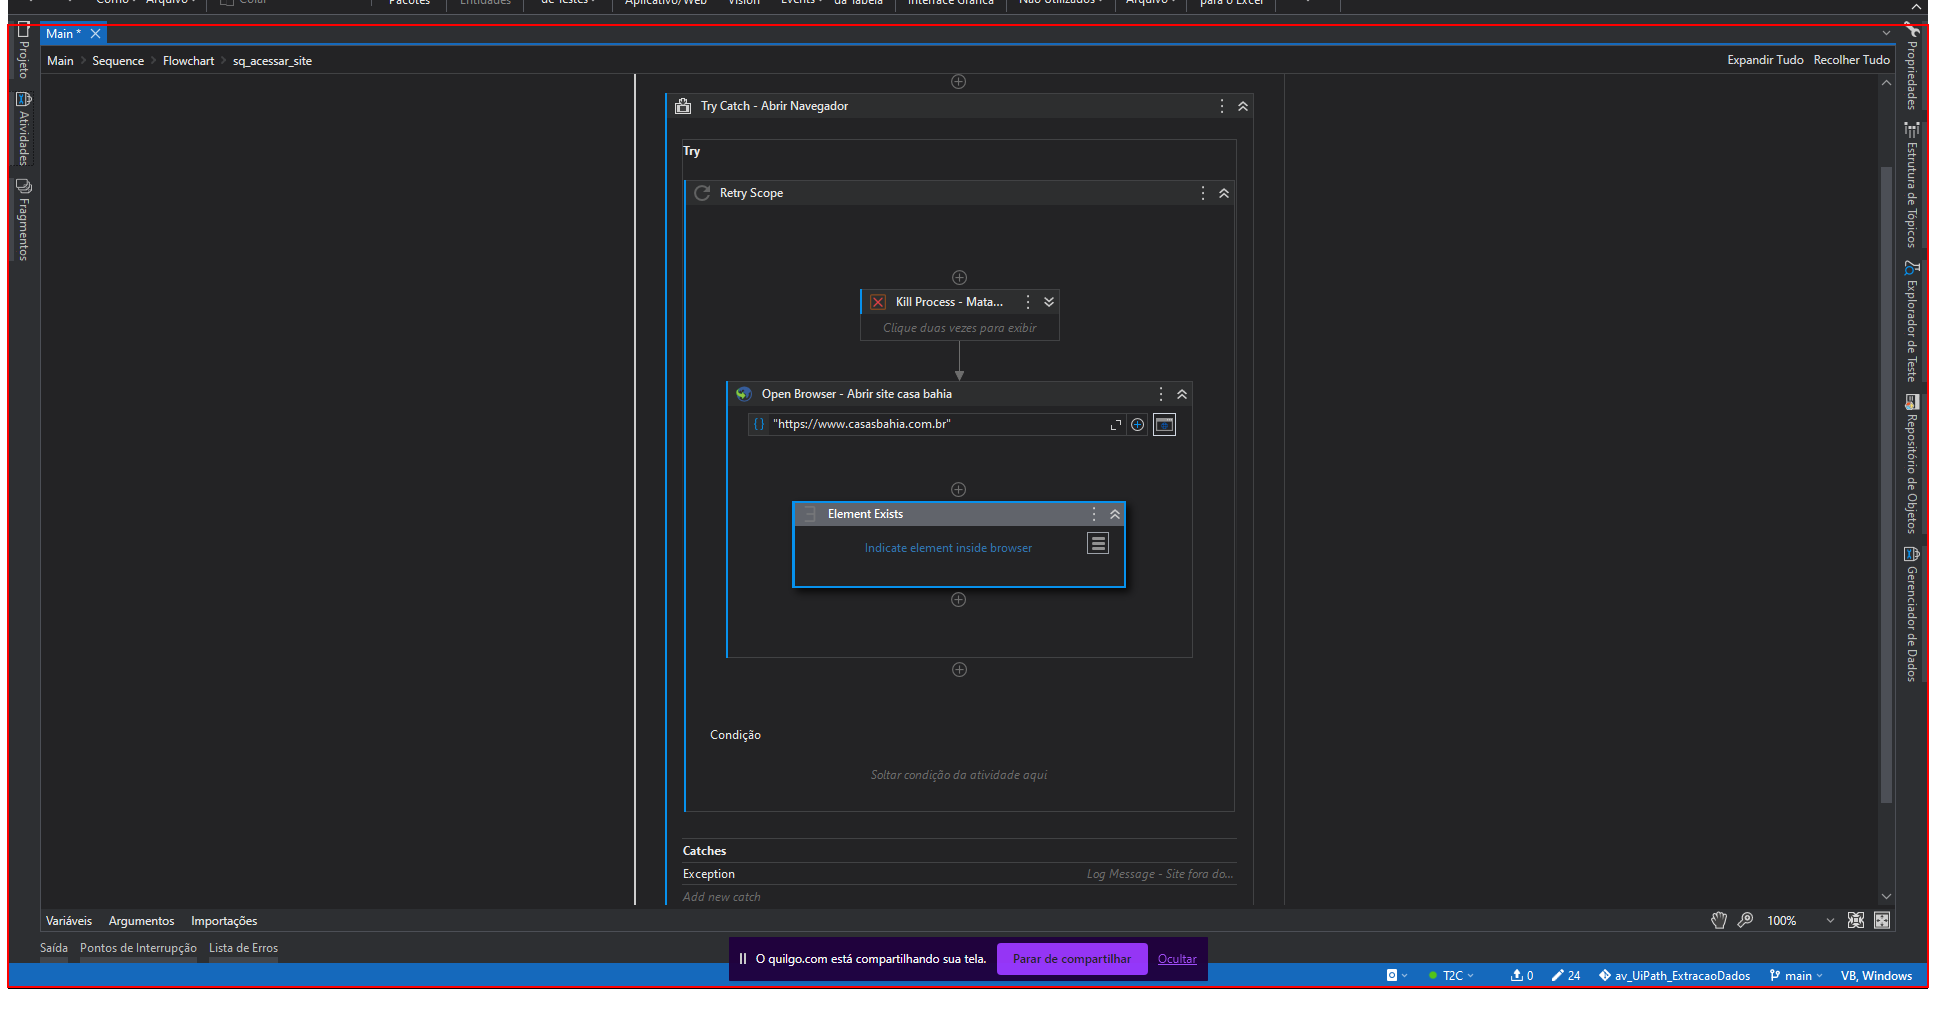 Como
Arquivo
Colar
Pacotes
Entidades
de Testes
Aplicativo/Web
Vision
Events
da Tabela
Interface Gráfica
Não Utilizados
Arquivo
para o Excel
Main *
Main
Sequence
Flowchart
sq_acessar_site
Expandir Tudo
Recolher Tudo
Projeto
Atividades
Fragmentos
Try Catch - Abrir Navegador
Try
Retry Scope
Kill Process - Mata...
Clique duas vezes para exibir
Open Browser - Abrir site casa bahia
"https://www.casasbahia.com.br"
Element Exists
Indicate element inside browser
Condição
Soltar condição da atividade aqui
Catches
Exception
Log Message - Site fora do...
Add new catch
Propriedades
Estrutura de Tópicos
Explorador de Teste
Repositório de Objetos
Gerenciador de Dados
Variáveis
Argumentos
Importações
100%
Saída
Pontos de Interrupção
Lista de Erros
O quilgo.com está compartilhando sua tela.
Parar de compartilhar
Ocultar
T2C
0
24
av_UiPath_ExtracaoDados
main
VB, Windows